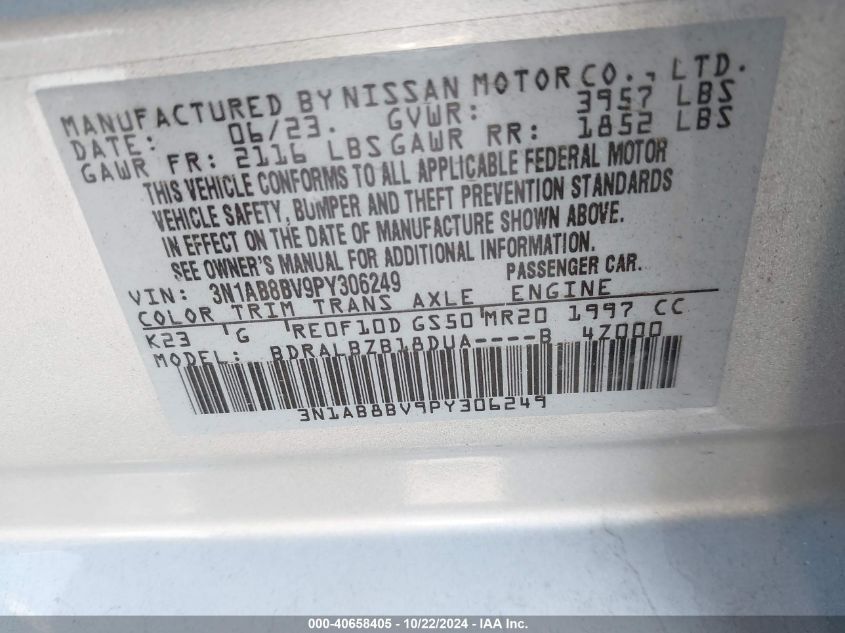 MANUFACTURED BY NISSAN MOTOR CO., LTD.
DATE: 06/23. GVWR: 3957 LBS
GAWR FR: 2116 LBS GAWR RR: 1852 LBS
THIS VEHICLE CONFORMS TO ALL APPLICABLE FEDERAL MOTOR
VEHICLE SAFETY, BUMPER AND THEFT PREVENTION STANDARDS
IN EFFECT ON THE DATE OF MANUFACTURE SHOWN ABOVE.
SEE OWNER'S MANUAL FOR ADDITIONAL INFORMATION.
VIN: 3N1AB8BV9PY306249 PASSENGER CAR.
COLOR TRIM TRANS AXLE ENGINE
K23 G RE0F10D GS50 MR20 1997 CC
MODEL: BDRALBZB18DUA----B 4Z000
3N1AB8BV9PY306249
000-40658405 - 10/22/2024 - IAA Inc.